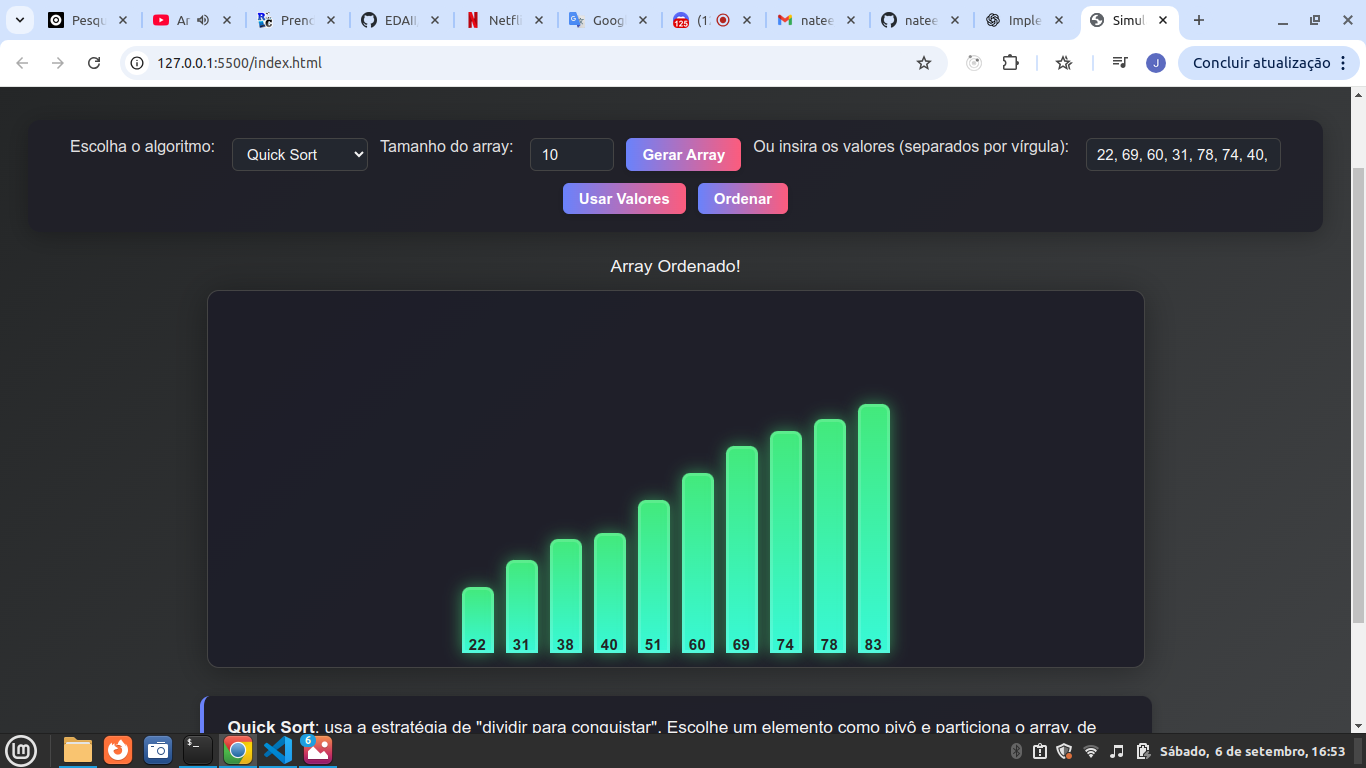 Pesqu
Ar
Prenc
EDAII
Netfli
Googl
125
(1
natee
natee
Imple
Simul
127.0.0.1:5500/index.html
J
Concluir atualização
Escolha o algoritmo:
Quick Sort
Tamanho do array:
10
Gerar Array
Ou insira os valores (separados por vírgula):
22, 69, 60, 31, 78, 74, 40,
Usar Valores
Ordenar
Array Ordenado!
22 31 38 40 51 60 69 74 78 83
Quick Sort: usa a estratégia de "dividir para conquistar". Escolhe um elemento como pivô e particiona o array, de
6
Sábado, 6 de setembro, 16:53